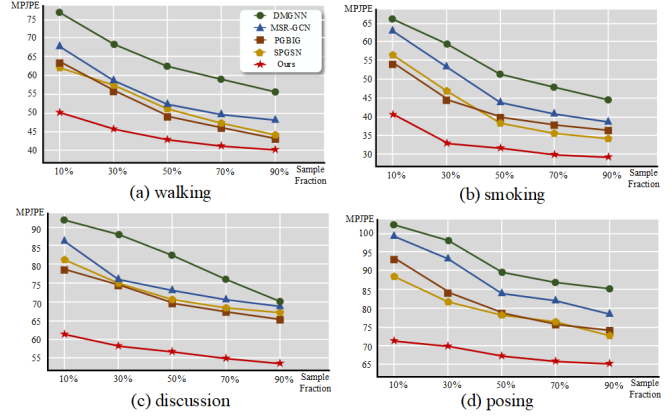 MPJPE
75
70
65
60
55
50
45
40
DMGNN
MSR-GCN
PGBIG
SPGSN
Ours
10% 30% 50% 70% 90% Sample Fraction
(a) walking
MPJPE
65
60
55
50
45
40
35
30
10% 30% 50% 70% 90% Sample Fraction
(b) smoking
MPJPE
90
85
80
75
70
65
60
55
10% 30% 50% 70% 90% Sample Fraction
(c) discussion
MPJPE
100
95
90
85
80
75
70
65
10% 30% 50% 70% 90% Sample Fraction
(d) posing